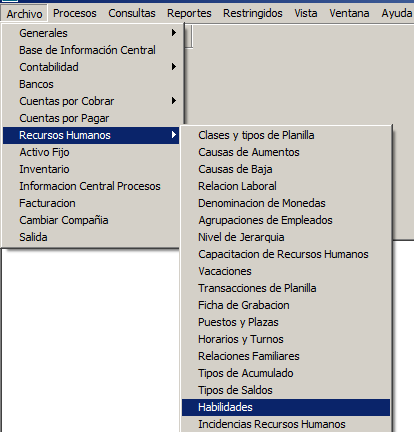 Archivo Procesos Consultas Reportes Restringidos Vista Ventana Ayuda
Generales
Base de Información Central
Contabilidad
Bancos
Cuentas por Cobrar
Cuentas por Pagar
Recursos Humanos
Activo Fijo
Inventario
Informacion Central Procesos
Facturacion
Cambiar Compañia
Salida
Clases y tipos de Planilla
Causas de Aumentos
Causas de Baja
Relacion Laboral
Denominacion de Monedas
Agrupaciones de Empleados
Nivel de Jerarquia
Capacitacion de Recursos Humanos
Vacaciones
Transacciones de Planilla
Ficha de Grabacion
Puestos y Plazas
Horarios y Turnos
Relaciones Familiares
Tipos de Acumulado
Tipos de Saldos
Habilidades
Incidencias Recursos Humanos